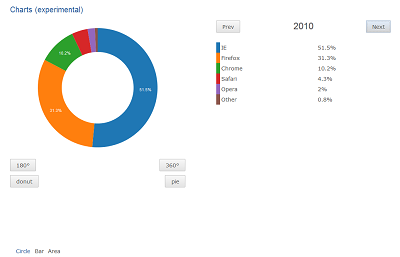 Charts (experimental)
Prev 2010 Next
IE 51.5%
Firefox 31.3%
Chrome 10.2%
Safari 4.3%
Opera 2%
Other 0.8%
10.2%
51.5%
31.3%
180° 360°
donut pie
Circle Bar Area